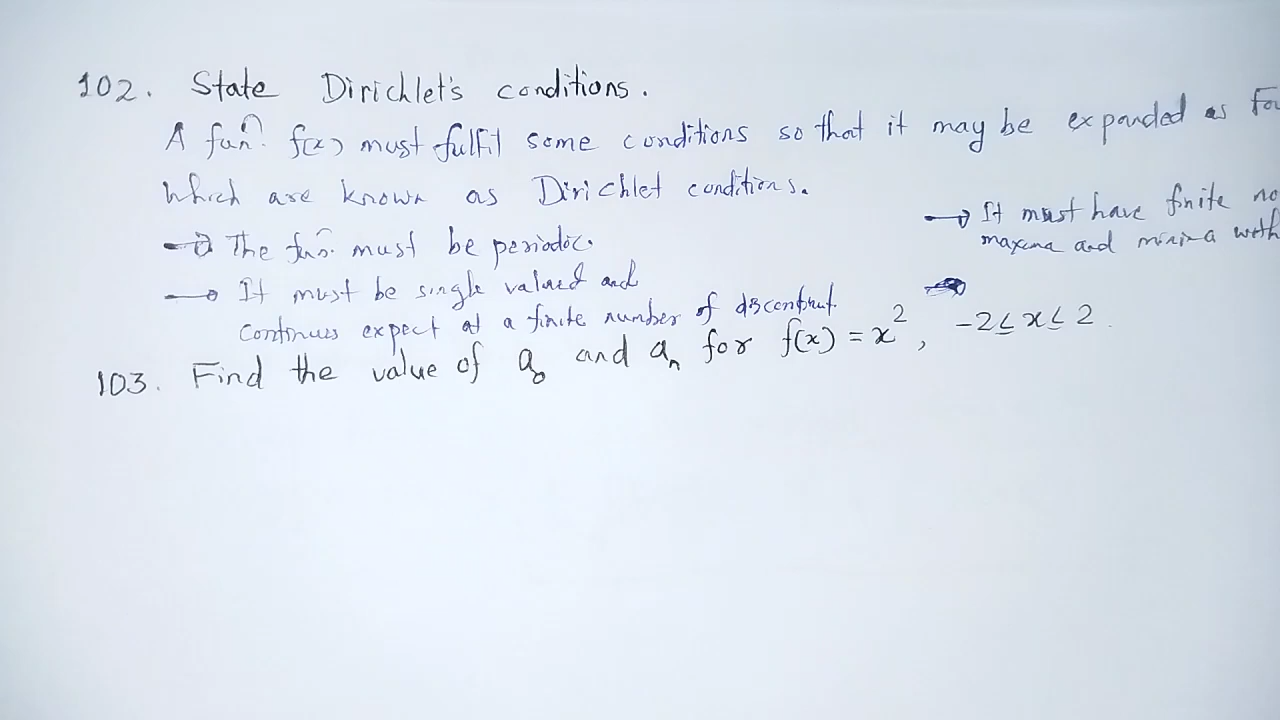 102. State Dirichlet's conditions.
A fun^n. f(x) must fulfil some conditions so that it may be expanded as Fou
which are known as Dirichlet conditions.
→ The fun^n. must be periodic.
→ It must have finite no
maxima and minima with
→ It must be single valued and
continues expect at a finite number of discontinut.
103. Find the value of a₀ and aₙ for f(x) = x², -2 ≤ x ≤ 2.